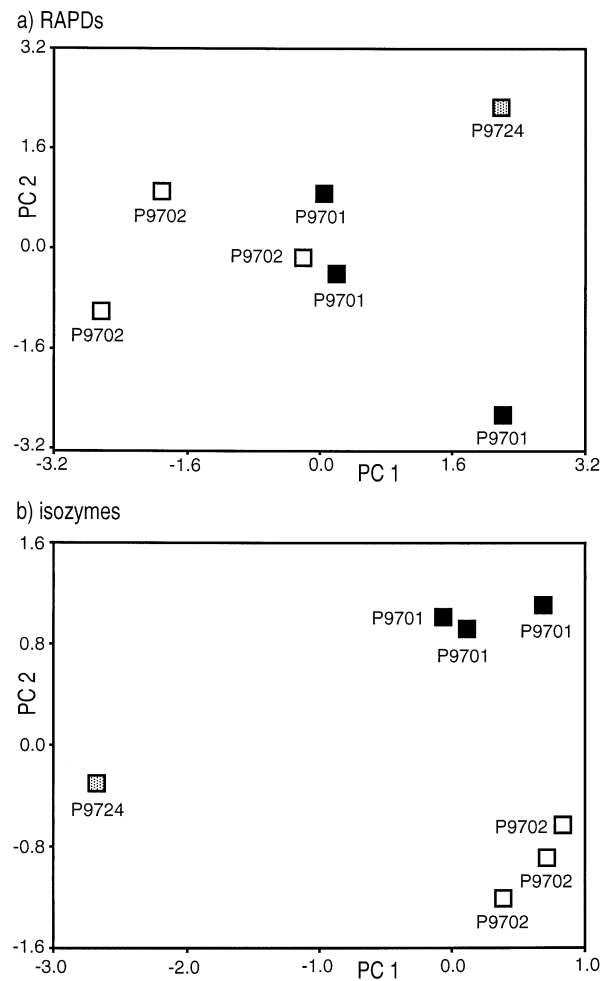 a) RAPDs
3.2
P9724
1.6
P9702
P9701
PC 2
0.0
P9702
P9701
P9702
-1.6
P9701
-3.2
-3.2 -1.6 0.0 1.6 3.2
PC 1
b) isozymes
1.6
P9701
P9701
P9701
0.8
PC 2
0.0
P9724
P9702
-0.8
P9702
P9702
-1.6
-3.0 -2.0 -1.0 0.0 1.0
PC 1